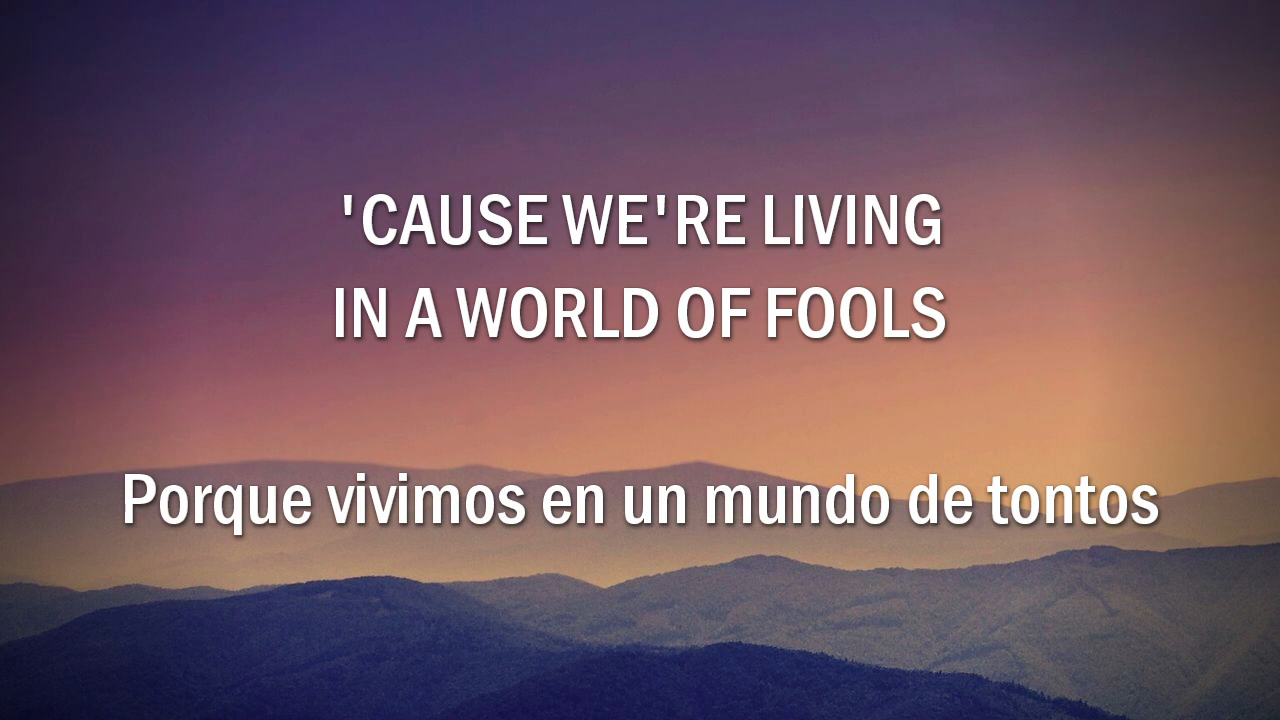 'CAUSE WE'RE LIVING
IN A WORLD OF FOOLS
Porque vivimos en un mundo de tontos